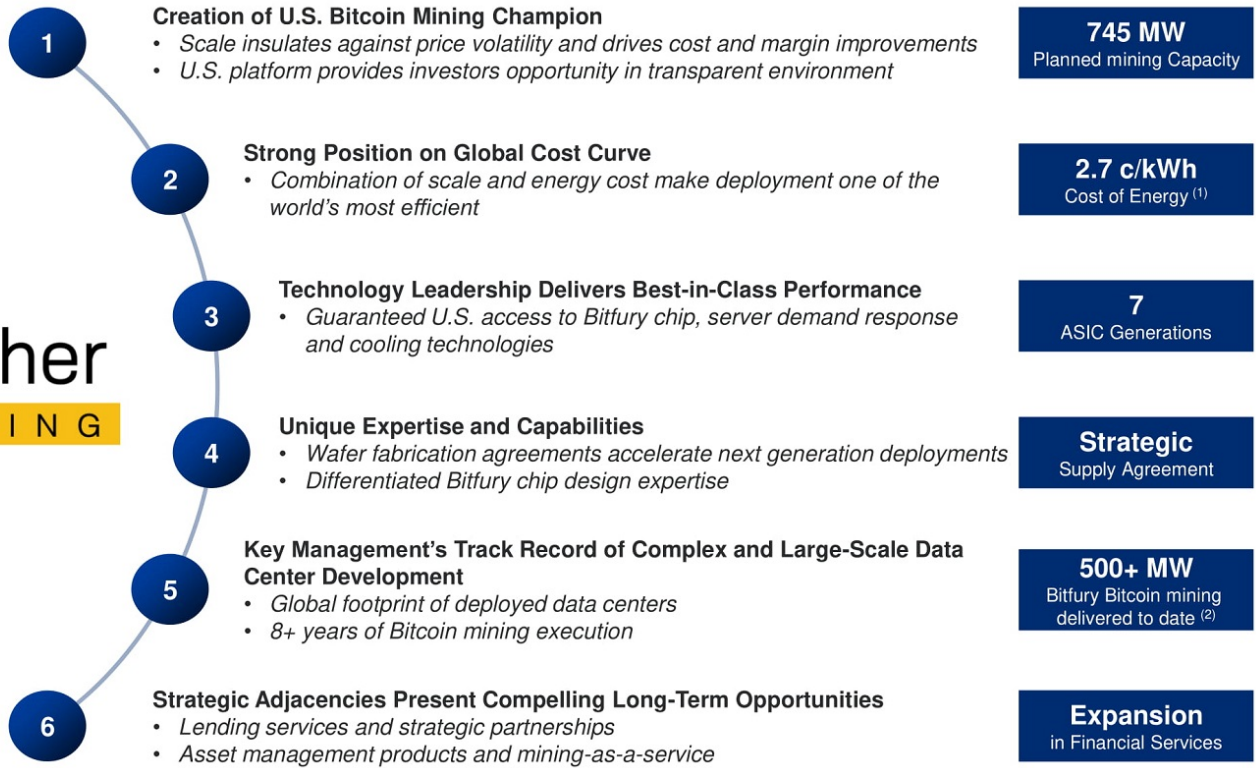 1
Creation of U.S. Bitcoin Mining Champion
• Scale insulates against price volatility and drives cost and margin improvements
• U.S. platform provides investors opportunity in transparent environment
745 MW
Planned mining Capacity
2
Strong Position on Global Cost Curve
• Combination of scale and energy cost make deployment one of the
world's most efficient
2.7 c/kWh
Cost of Energy (1)
3
Technology Leadership Delivers Best-in-Class Performance
• Guaranteed U.S. access to Bitfury chip, server demand response
and cooling technologies
7
ASIC Generations
her
ING
4
Unique Expertise and Capabilities
• Wafer fabrication agreements accelerate next generation deployments
• Differentiated Bitfury chip design expertise
Strategic
Supply Agreement
5
Key Management's Track Record of Complex and Large-Scale Data
Center Development
• Global footprint of deployed data centers
• 8+ years of Bitcoin mining execution
500+ MW
Bitfury Bitcoin mining
delivered to date (2)
6
Strategic Adjacencies Present Compelling Long-Term Opportunities
• Lending services and strategic partnerships
• Asset management products and mining-as-a-service
Expansion
in Financial Services